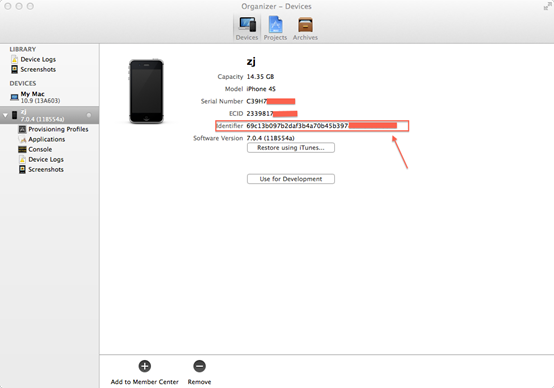 Organizer – Devices
Devices Projects Archives
LIBRARY
Device Logs
Screenshots
DEVICES
My Mac
10.9 (13A603)
zj
7.0.4 (11B554a)
Provisioning Profiles
Applications
Console
Device Logs
Screenshots
zj
Capacity 14.35 GB
Model iPhone 4S
Serial Number C39H7
ECID 2339817
Identifier 69c13b097b2daf3b4a70b45b397
Software Version 7.0.4 (11B554a)
Restore using iTunes...
Use for Development
Add to Member Center Remove